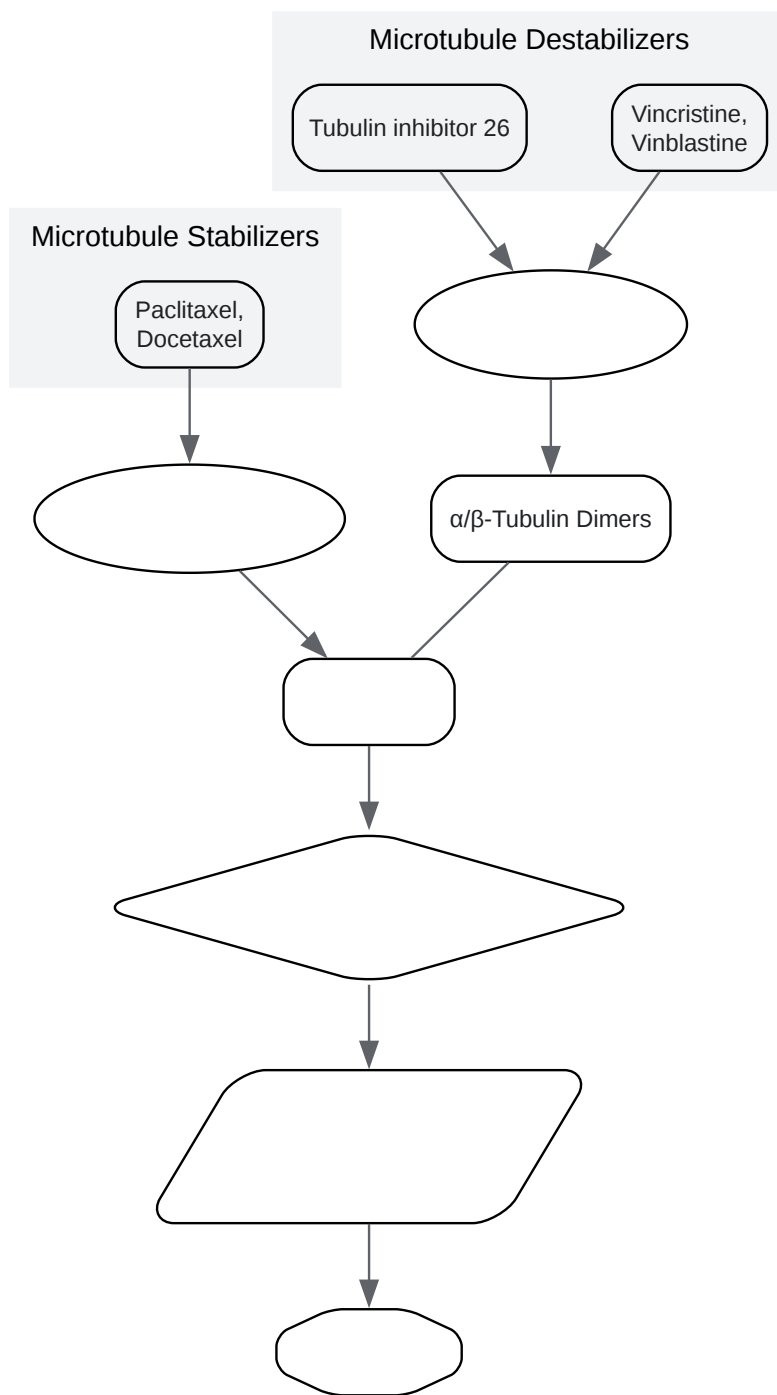 Microtubule Destabilizers
Tubulin inhibitor 26
Vincristine,
Vinblastine
Microtubule Stabilizers
Paclitaxel,
Docetaxel
α/β-Tubulin Dimers